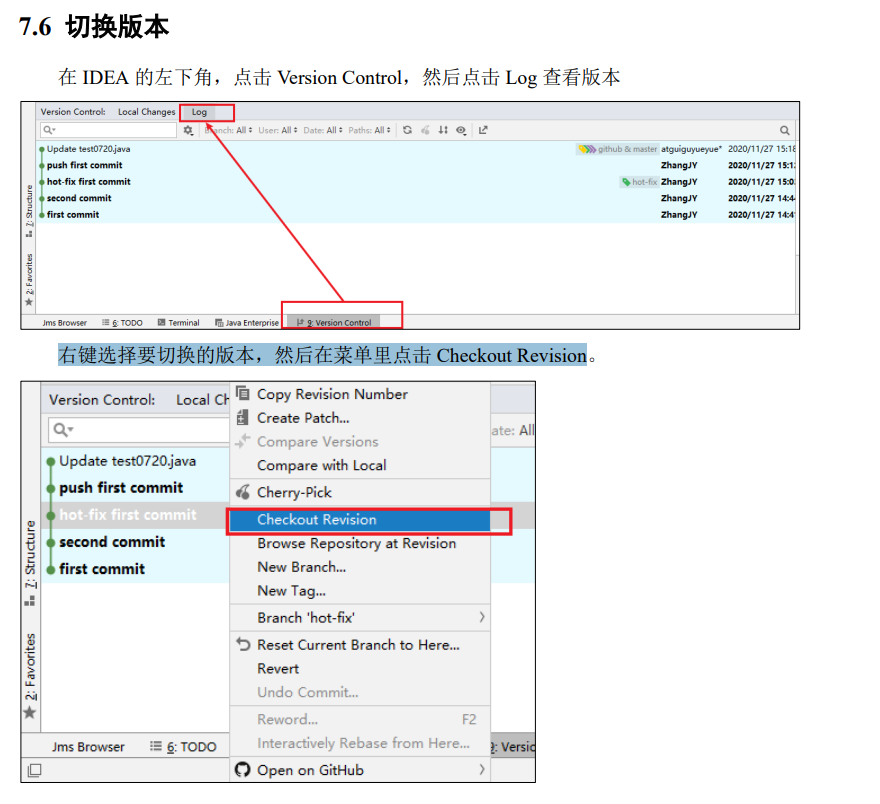 7.6 切换版本
在 IDEA 的左下角，点击 Version Control，然后点击 Log 查看版本
Version Control: Local Changes Log
Branch: All User: All Date: All Paths: All
Update test0720.java github & master atguiguyueyue* 2020/11/27 15:18
push first commit ZhangJY 2020/11/27 15:1
hot-fix first commit hot-fix ZhangJY 2020/11/27 15:0
second commit ZhangJY 2020/11/27 14:4
first commit ZhangJY 2020/11/27 14:4
7: Structure
2: Favorites
Jms Browser 6: TODO Terminal Java Enterprise 9: Version Control
右键选择要切换的版本，然后在菜单里点击 Checkout Revision。
Version Control: Local Ch
ate: All
Update test0720.java
push first commit
hot-fix first commit
second commit
first commit
7: Structure
2: Favorites
Copy Revision Number
Create Patch...
Compare Versions
Compare with Local
Cherry-Pick
Checkout Revision
Browse Repository at Revision
New Branch...
New Tag...
Branch 'hot-fix'
Reset Current Branch to Here...
Revert
Undo Commit...
Reword... F2
Interactively Rebase from Here...
Open on GitHub
Jms Browser 6: TODO 9: Versio